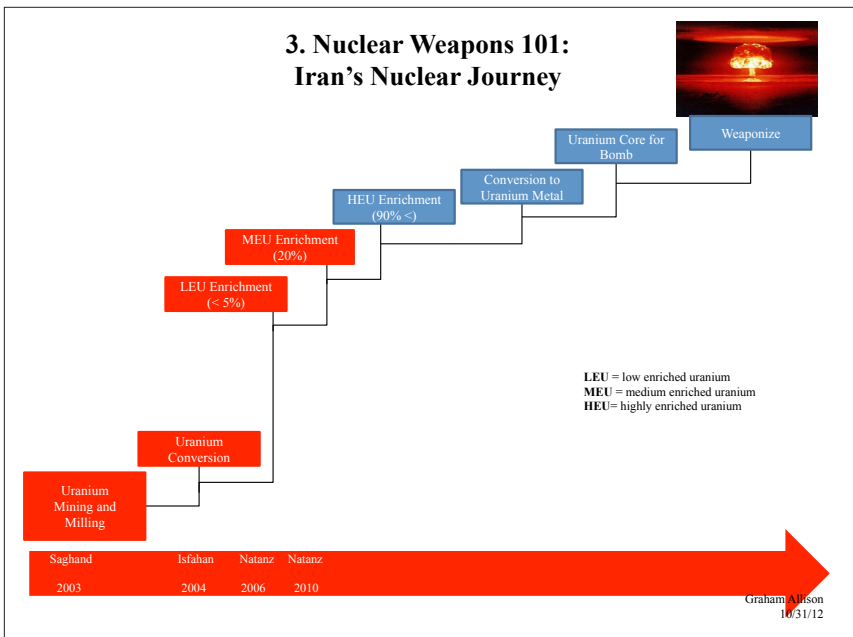 3. Nuclear Weapons 101:
Iran’s Nuclear Journey
Weaponize
Uranium Core for
Bomb
Conversion to
Uranium Metal
HEU Enrichment
(90% <)
MEU Enrichment
(20%)
LEU Enrichment
(< 5%)
LEU = low enriched uranium
MEU = medium enriched uranium
HEU= highly enriched uranium
Uranium
Conversion
Uranium
Mining and
Milling
Saghand Isfahan Natanz Natanz
2003 2004 2006 2010
Graham Allison
10/31/12